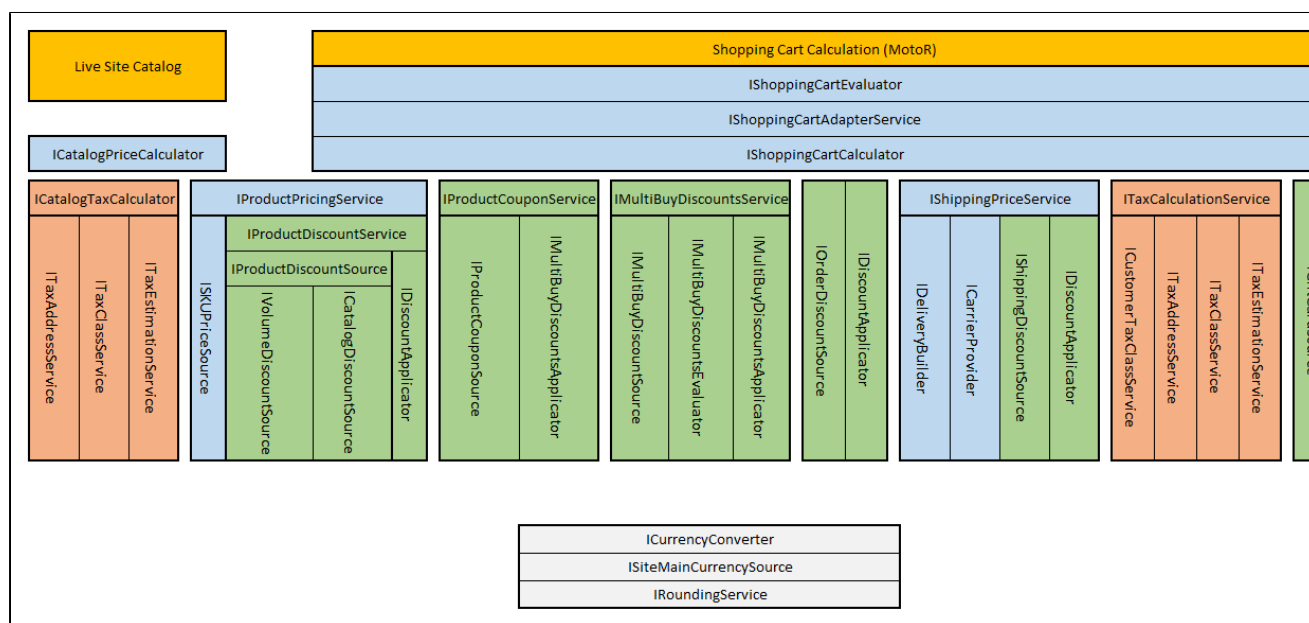 Live Site Catalog
Shopping Cart Calculation (MotoR)
IShoppingCartEvaluator
IShoppingCartAdapterService
ICatalogPriceCalculator
IShoppingCartCalculator
ICatalogTaxCalculator
ITaxAddressService
ITaxClassService
ITaxEstimationService
IProductPricingService
ISKUPriceSource
IProductDiscountService
IProductDiscountSource
IVolumeDiscountSource
ICatalogDiscountSource
IDiscountApplicator
IProductCouponService
IProductCouponSource
IMultiBuyDiscountsApplicator
IMultiBuyDiscountsService
IMultiBuyDiscountSource
IMultiBuyDiscountsEvaluator
IMultiBuyDiscountsApplicator
IOrderDiscountSource
IDiscountApplicator
IShippingPriceService
IDeliveryBuilder
ICarrierProvider
IShippingDiscountSource
IDiscountApplicator
ITaxCalculationService
ICustomerTaxClassService
ITaxAddressService
ITaxClassService
ITaxEstimationService
ICurrencyConverter
ISiteMainCurrencySource
IRoundingService